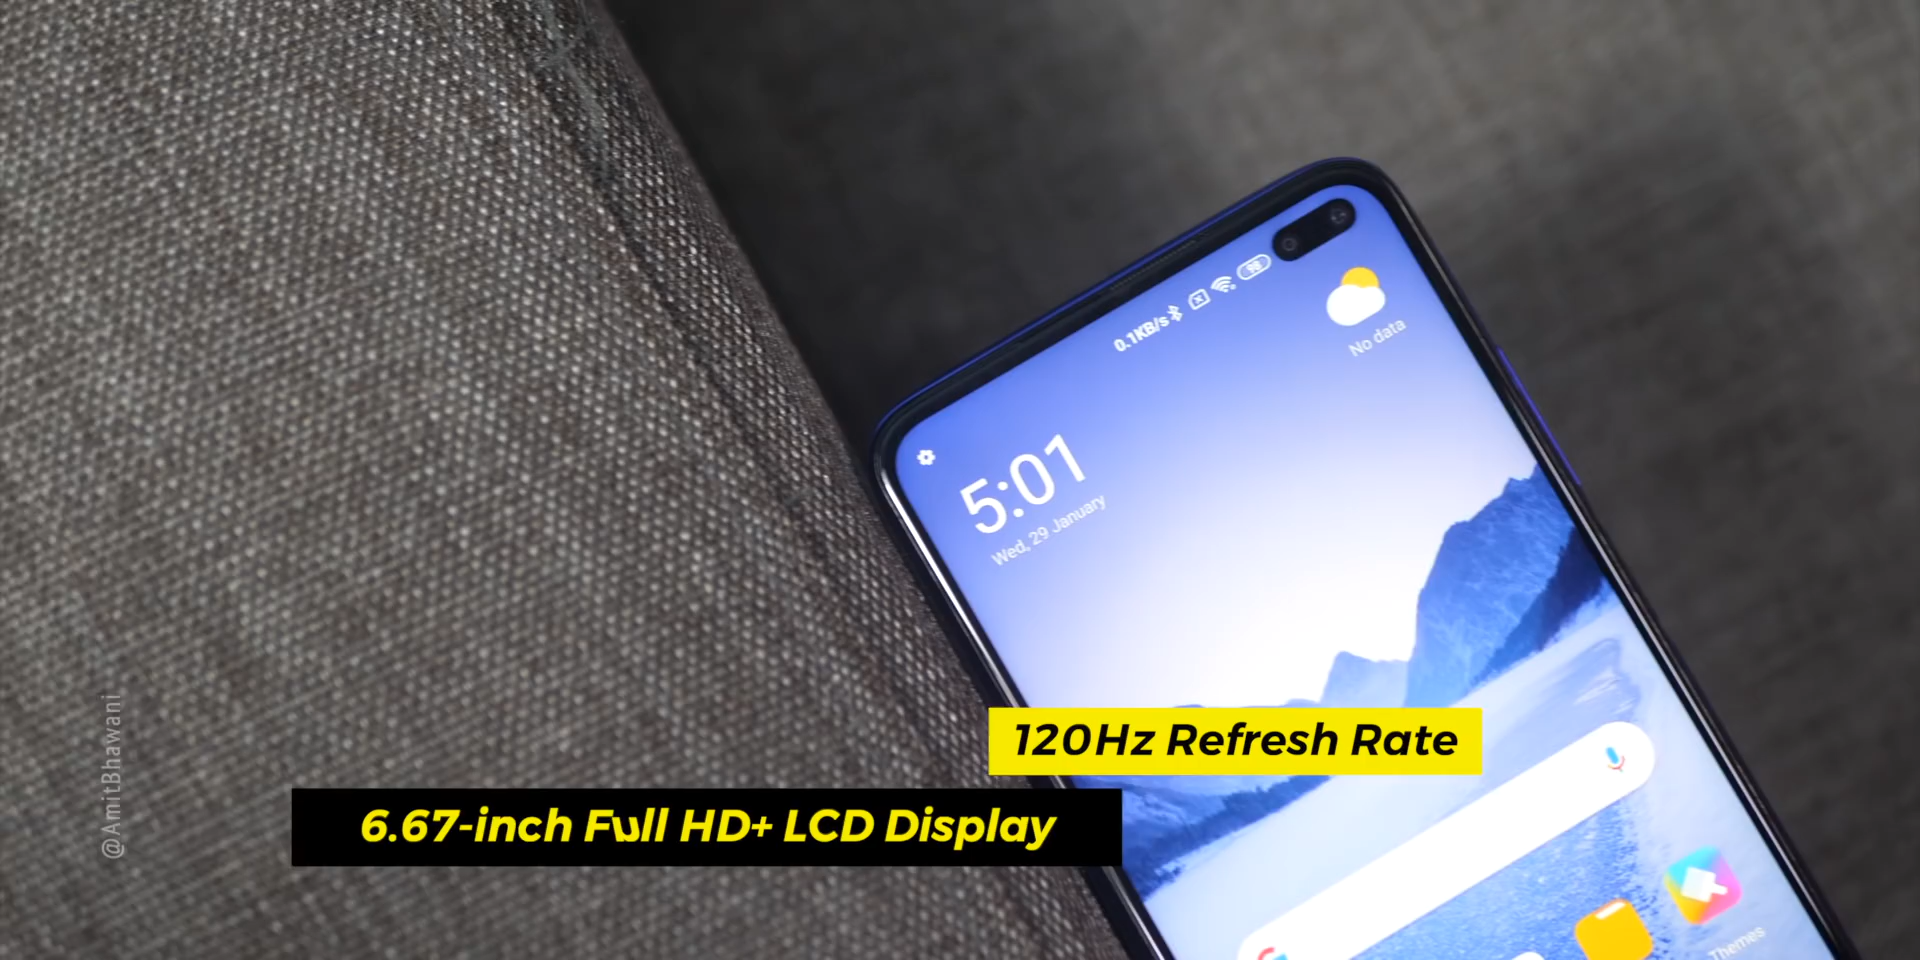 0.1KB/s
98
No data
5:01
Wed, 29 January
120Hz Refresh Rate
6.67-inch Full HD+ LCD Display
@AmitBhawani
Themes